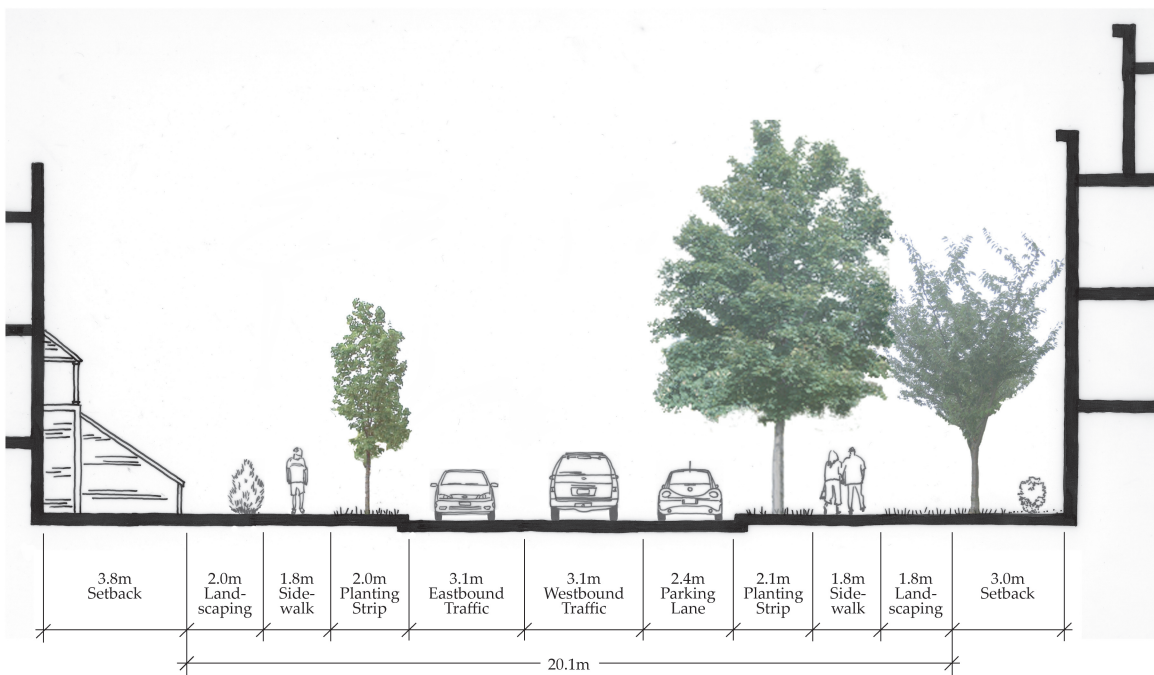 3.8m
Setback
2.0m
Land-
scaping
1.8m
Side-
walk
2.0m
Planting
Strip
3.1m
Eastbound
Traffic
3.1m
Westbound
Traffic
2.4m
Parking
Lane
2.1m
Planting
Strip
1.8m
Side-
walk
1.8m
Land-
scaping
3.0m
Setback
20.1m